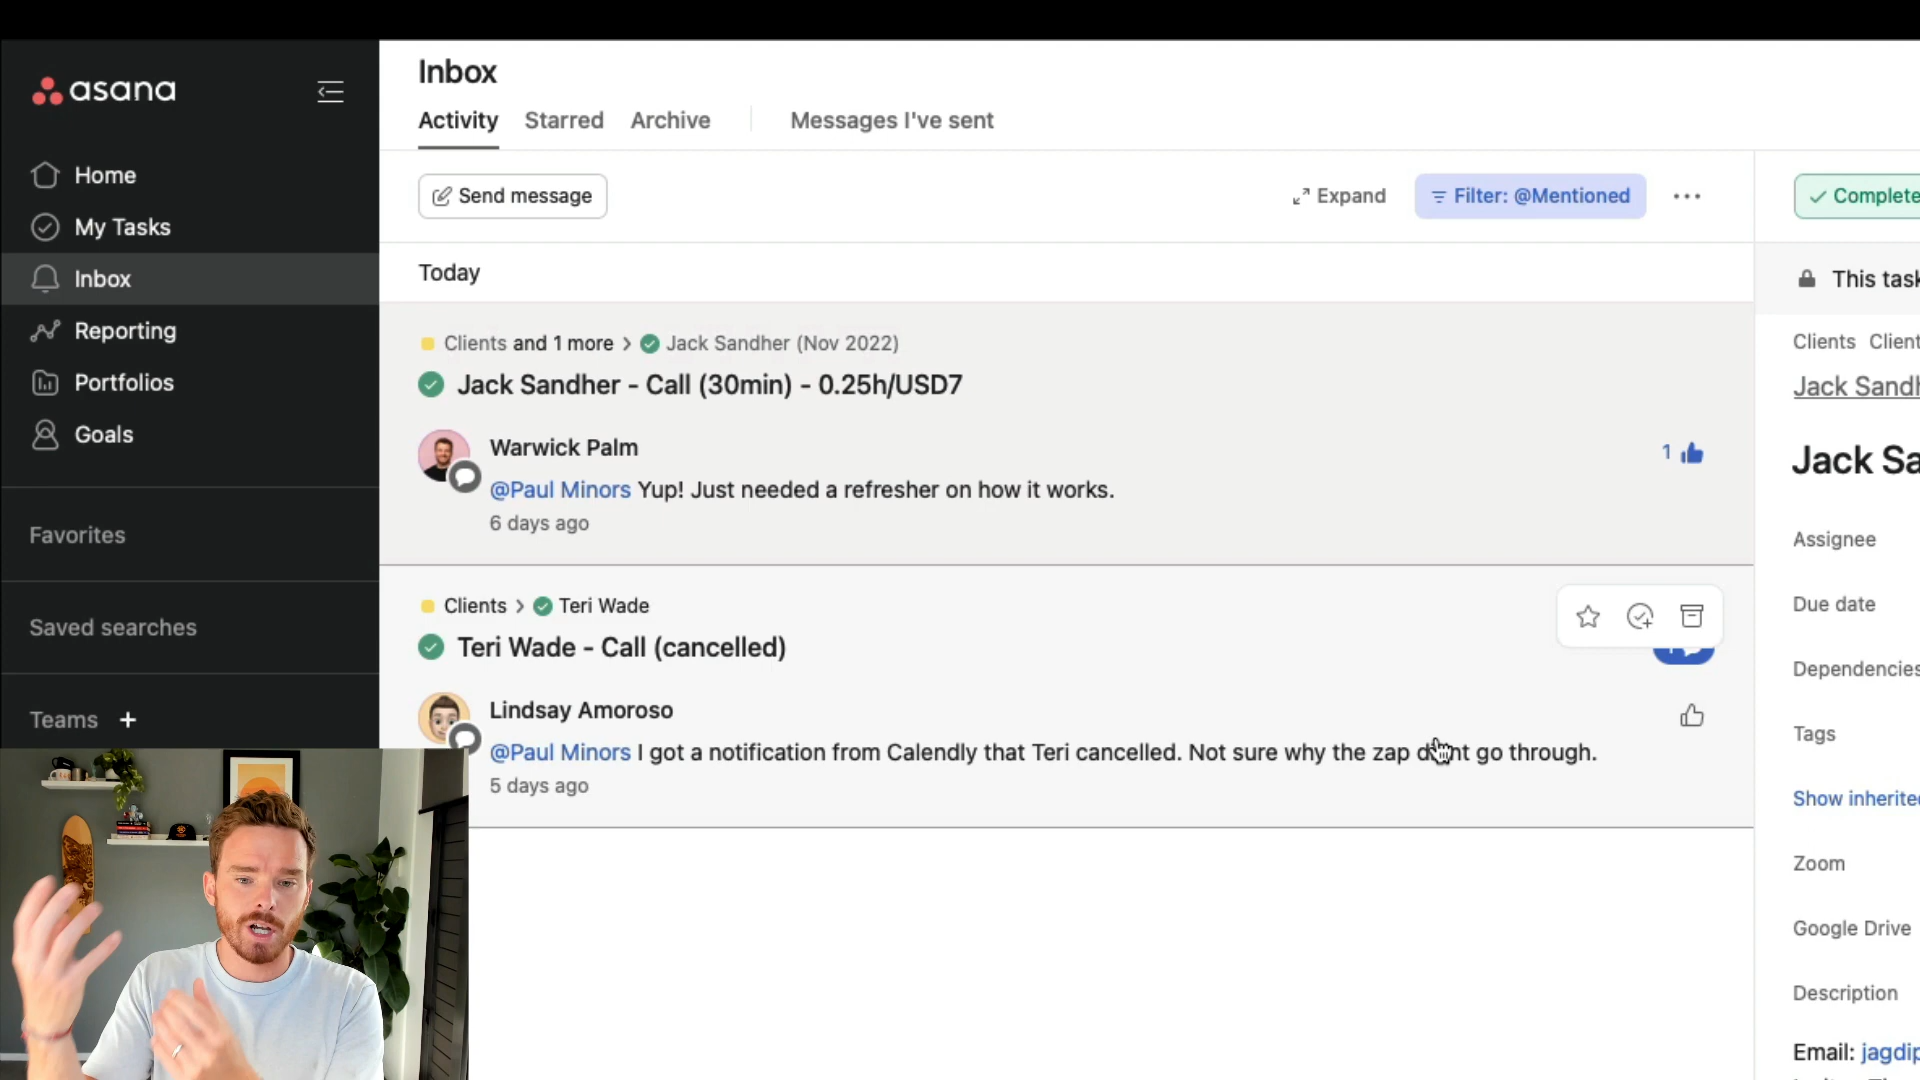 asana
Home
My Tasks
Inbox
Reporting
Portfolios
Goals
Favorites
Saved searches
Teams +
Inbox
Activity Starred Archive Messages I've sent
Send message Expand Filter: @Mentioned
Today
Clients and 1 more > Jack Sandher (Nov 2022)
Jack Sandher - Call (30min) - 0.25h/USD7
Warwick Palm
1
@Paul Minors Yup! Just needed a refresher on how it works.
6 days ago
Clients > Teri Wade
Teri Wade - Call (cancelled)
Lindsay Amoroso
@Paul Minors I got a notification from Calendly that Teri cancelled. Not sure why the zap go through.
5 days ago
Complete
This task
Clients Client
Jack Sandh
Jack Sa
Assignee
Due date
Dependencies
Tags
Show inherited
Zoom
Google Drive
Description
Email: jagdip